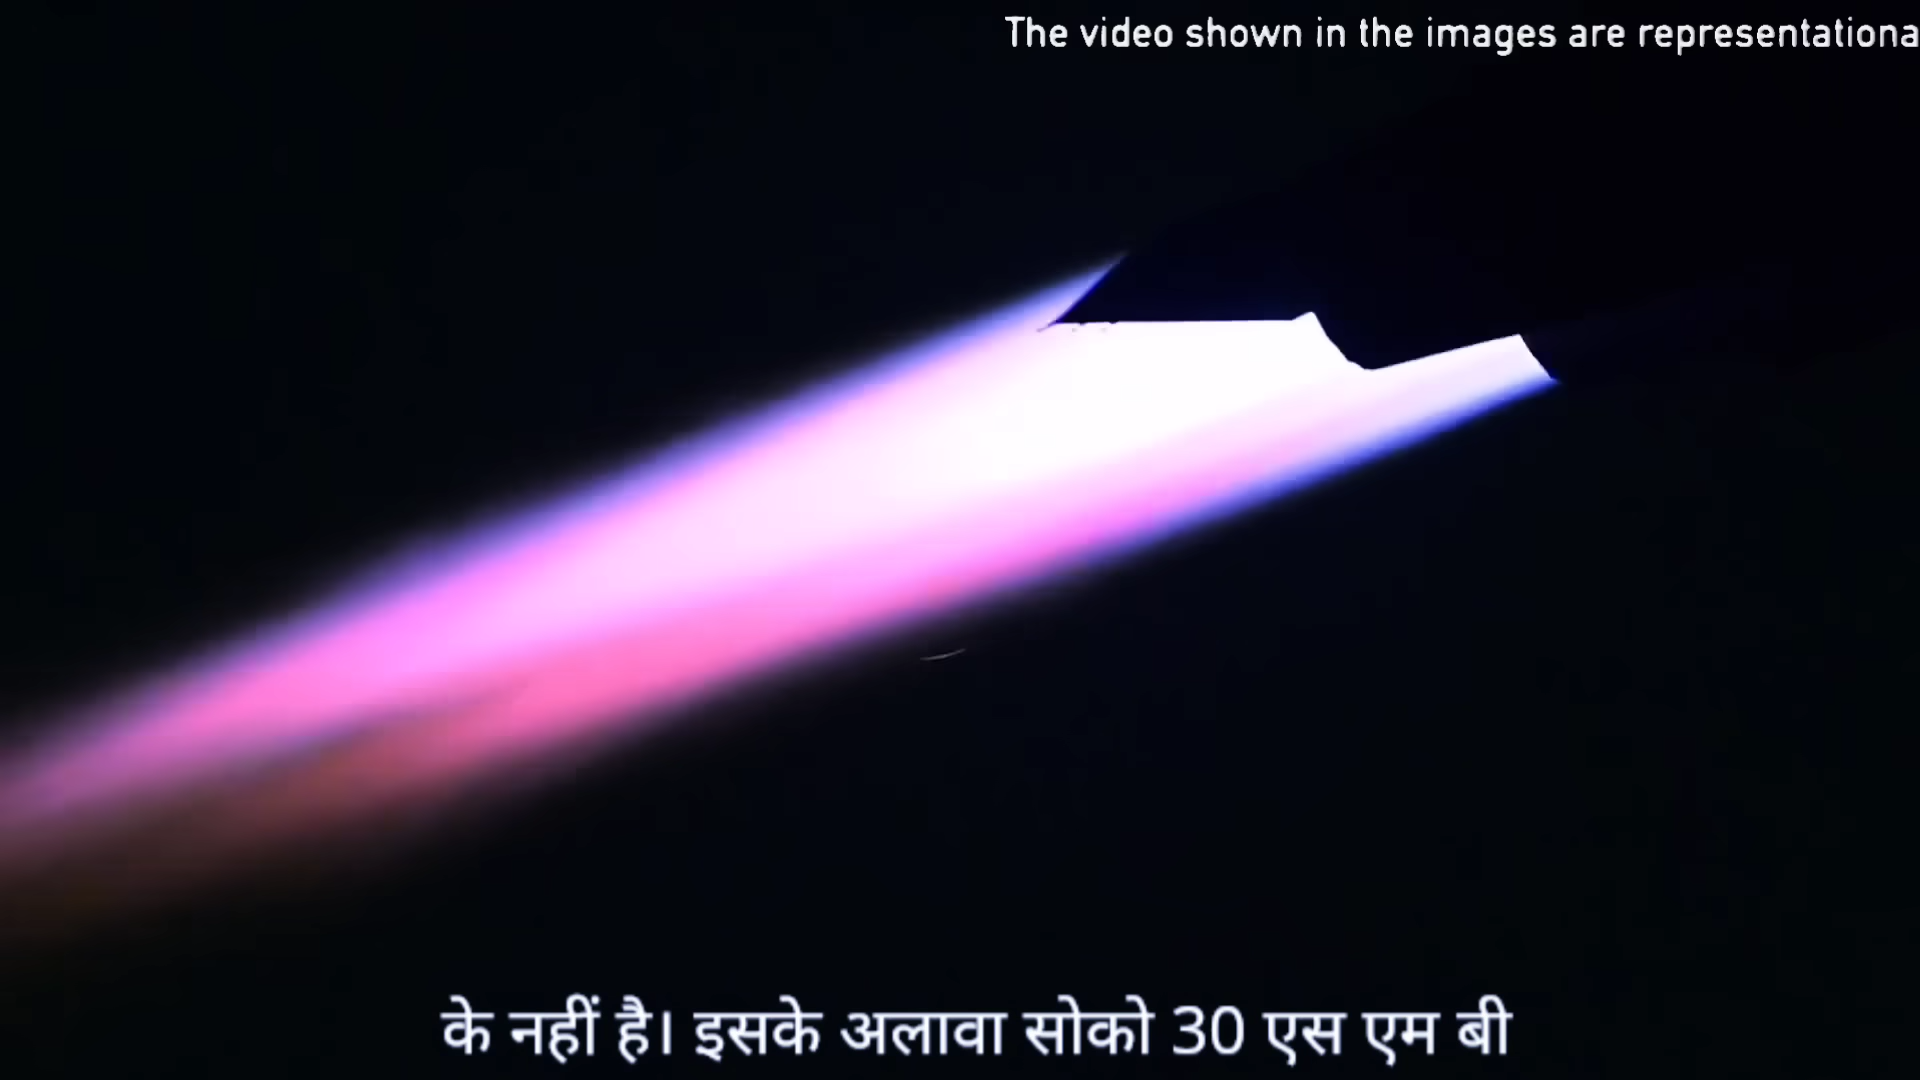 The video shown in the images are representationa
के नहीं है। इसके अलावा सोको 30 एस एम बी